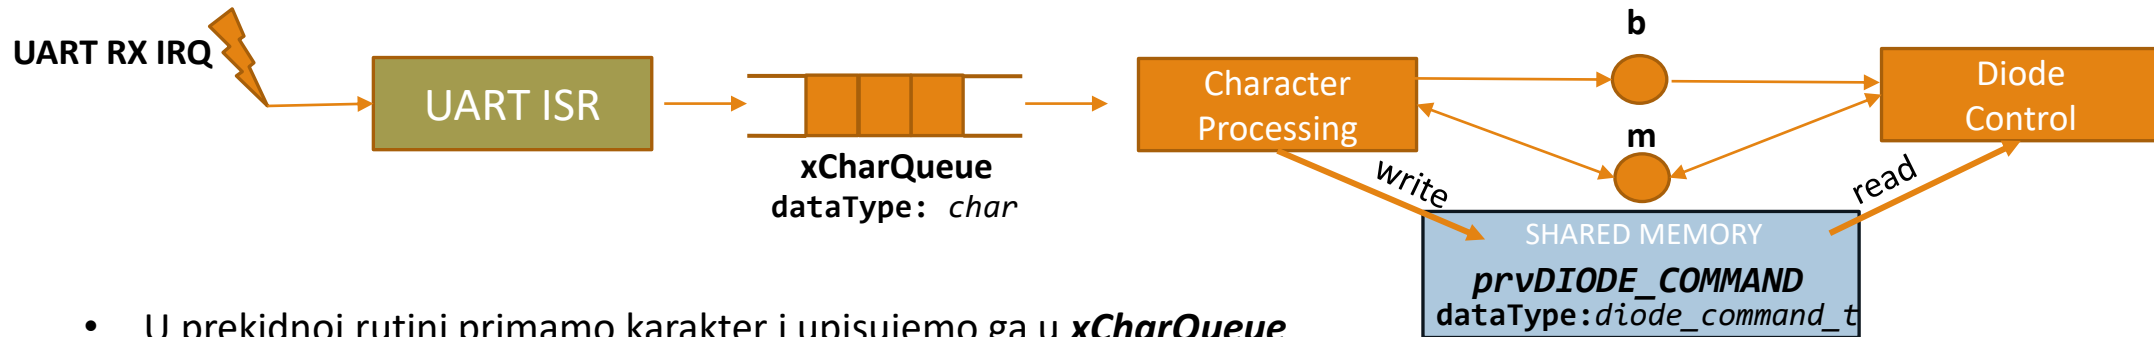 UART RX IRQ
UART ISR
xCharQueue
dataType: char
Character
Processing
b
m
Diode
Control
write
read
SHARED MEMORY
prvDIODE_COMMAND
dataType:diode_command_t
• U prekidnoj rutini primamo karakter i upisujemo ga u xCharQueue